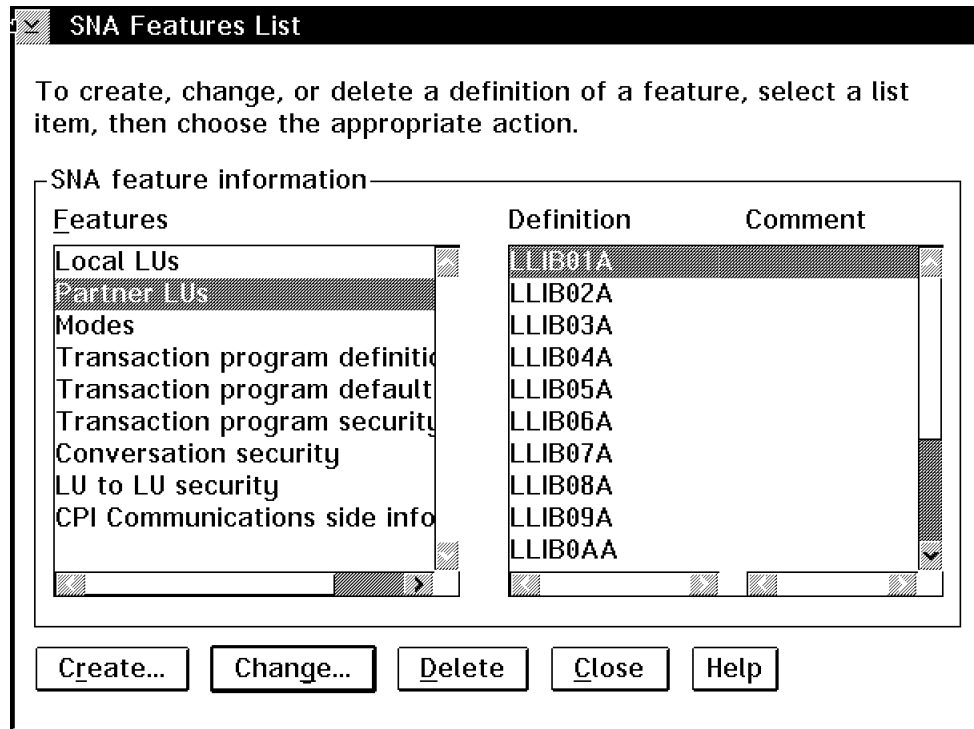 SNA Features List
To create, change, or delete a definition of a feature, select a list
item, then choose the appropriate action.
SNA feature information
Features
Local LUs
Partner LUs
Modes
Transaction program definitio
Transaction program default
Transaction program security
Conversation security
LU to LU security
CPI Communications side info
Definition Comment
LLIB01A
LLIB02A
LLIB03A
LLIB04A
LLIB05A
LLIB06A
LLIB07A
LLIB08A
LLIB09A
LLIB0AA
Create... Change... Delete Close Help